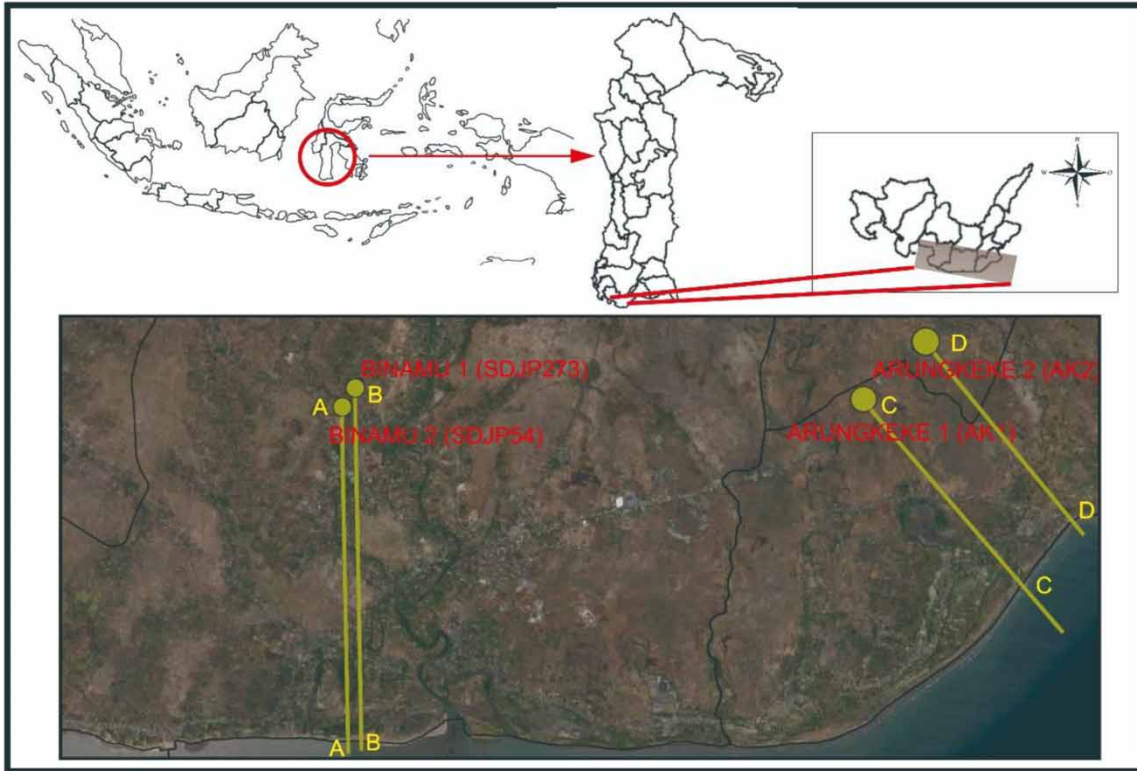 N
W
O
S
BINAMU 1 (SDJP273)
B
A
BINAMU 2 (SDJP54)
D
ARUNGKEKE 2 (AK2)
C
ARUNGKEKE 1 (AK1)
D
C
A
B